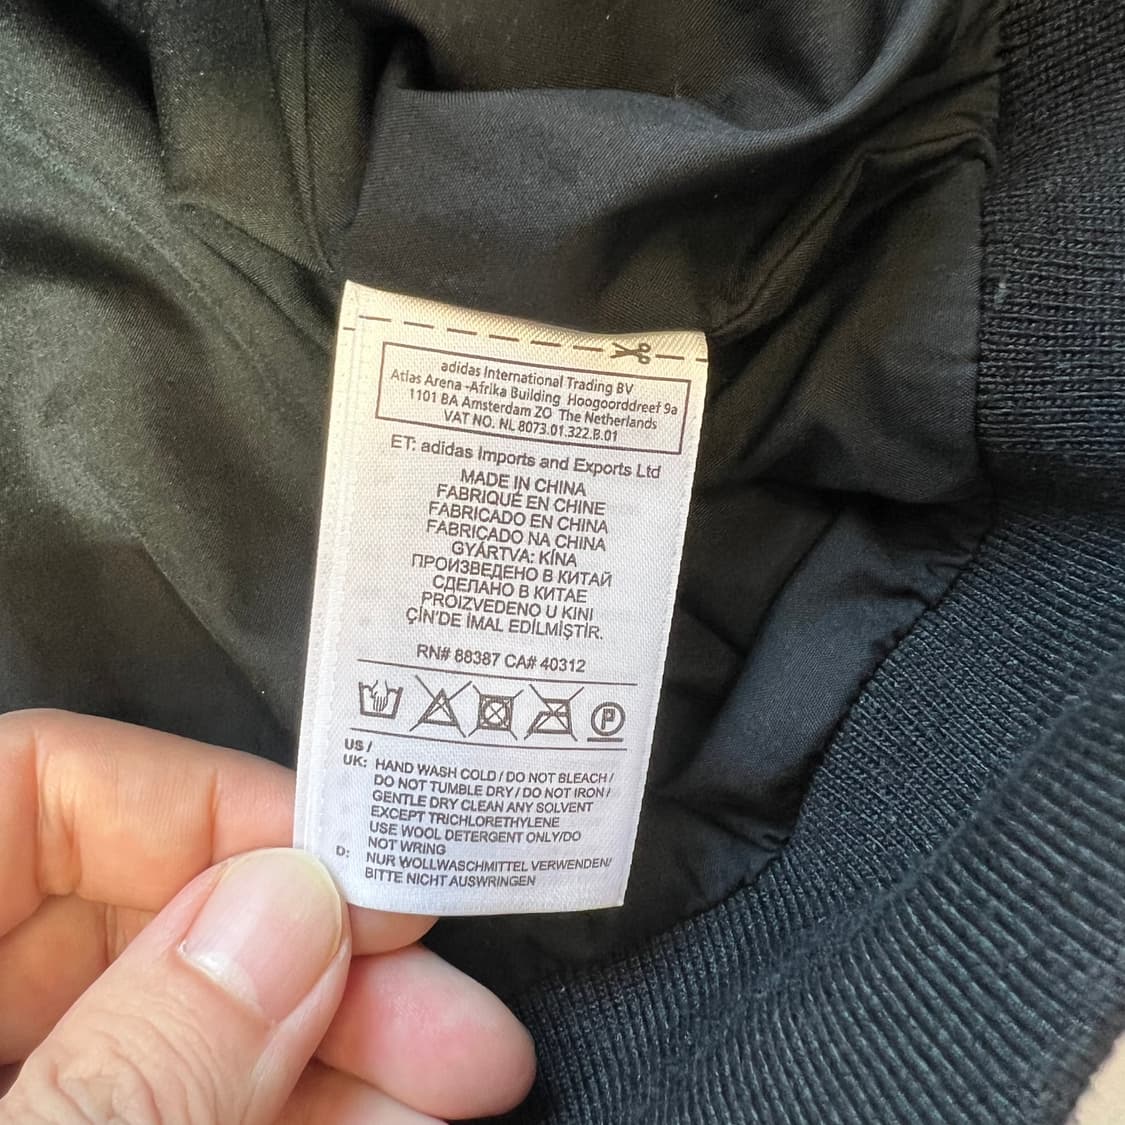 adidas International Trading BV
Atlas Arena -Afrika Building Hoogoorddreef 9a
1101 BA Amsterdam ZO The Netherlands
VAT NO. NL 8073.01.322.B.01
ET: adidas Imports and Exports Ltd
MADE IN CHINA
FABRIQUÉ EN CHINE
FABRICADO EN CHINA
FABRICADO NA CHINA
GYÁRTVA: KÍNA
ПРОИЗВЕДЕНО В КИТАЙ
СДЕЛАНО В КИТАЕ
PROIZVEDENO U KINI
ÇİN'DE İMAL EDİLMİŞTİR.
RN# 88387 CA# 40312
P
US /
UK: HAND WASH COLD / DO NOT BLEACH /
DO NOT TUMBLE DRY / DO NOT IRON /
GENTLE DRY CLEAN ANY SOLVENT
EXCEPT TRICHLORETHYLENE
USE WOOL DETERGENT ONLY/DO
NOT WRING
D: NUR WOLLWASCHMITTEL VERWENDEN/
BITTE NICHT AUSWRINGEN